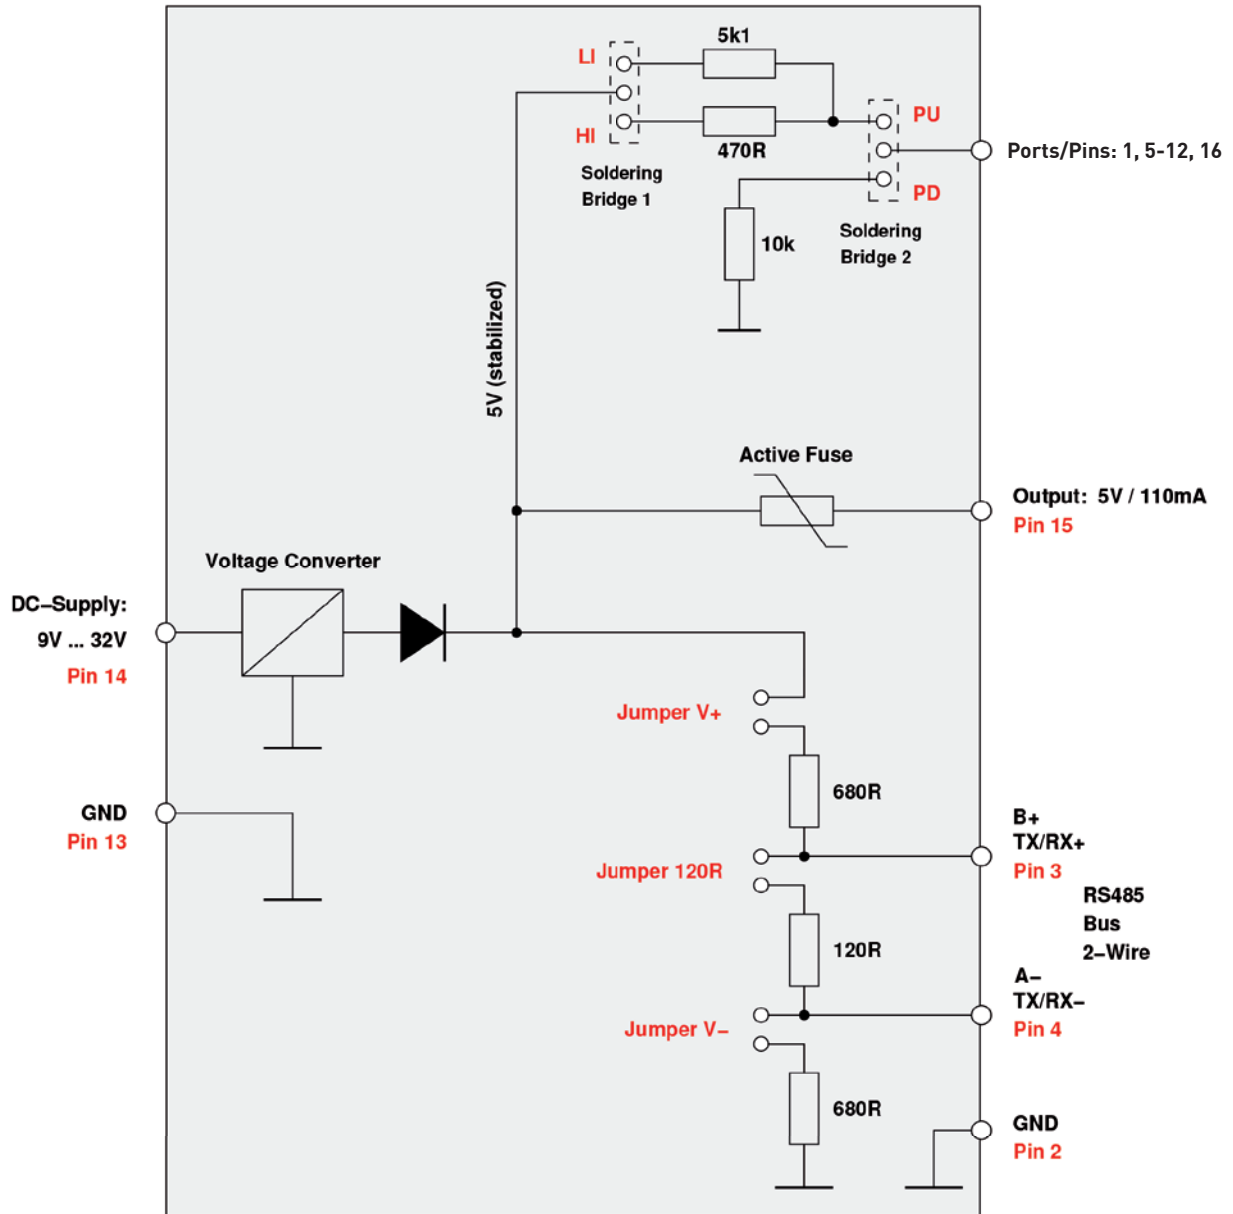 5k1
LI
PU
HI
470R
Ports/Pins: 1, 5-12, 16
Soldering
Bridge 1
PD
10k
Soldering
Bridge 2
5V (stabilized)
Active Fuse
Output: 5V / 110mA
Pin 15
Voltage Converter
DC–Supply:
9V ... 32V
Pin 14
Jumper V+
680R
GND
Pin 13
B+
TX/RX+
Pin 3
Jumper 120R
RS485
Bus
2–Wire
120R
A–
TX/RX–
Pin 4
Jumper V–
680R
GND
Pin 2